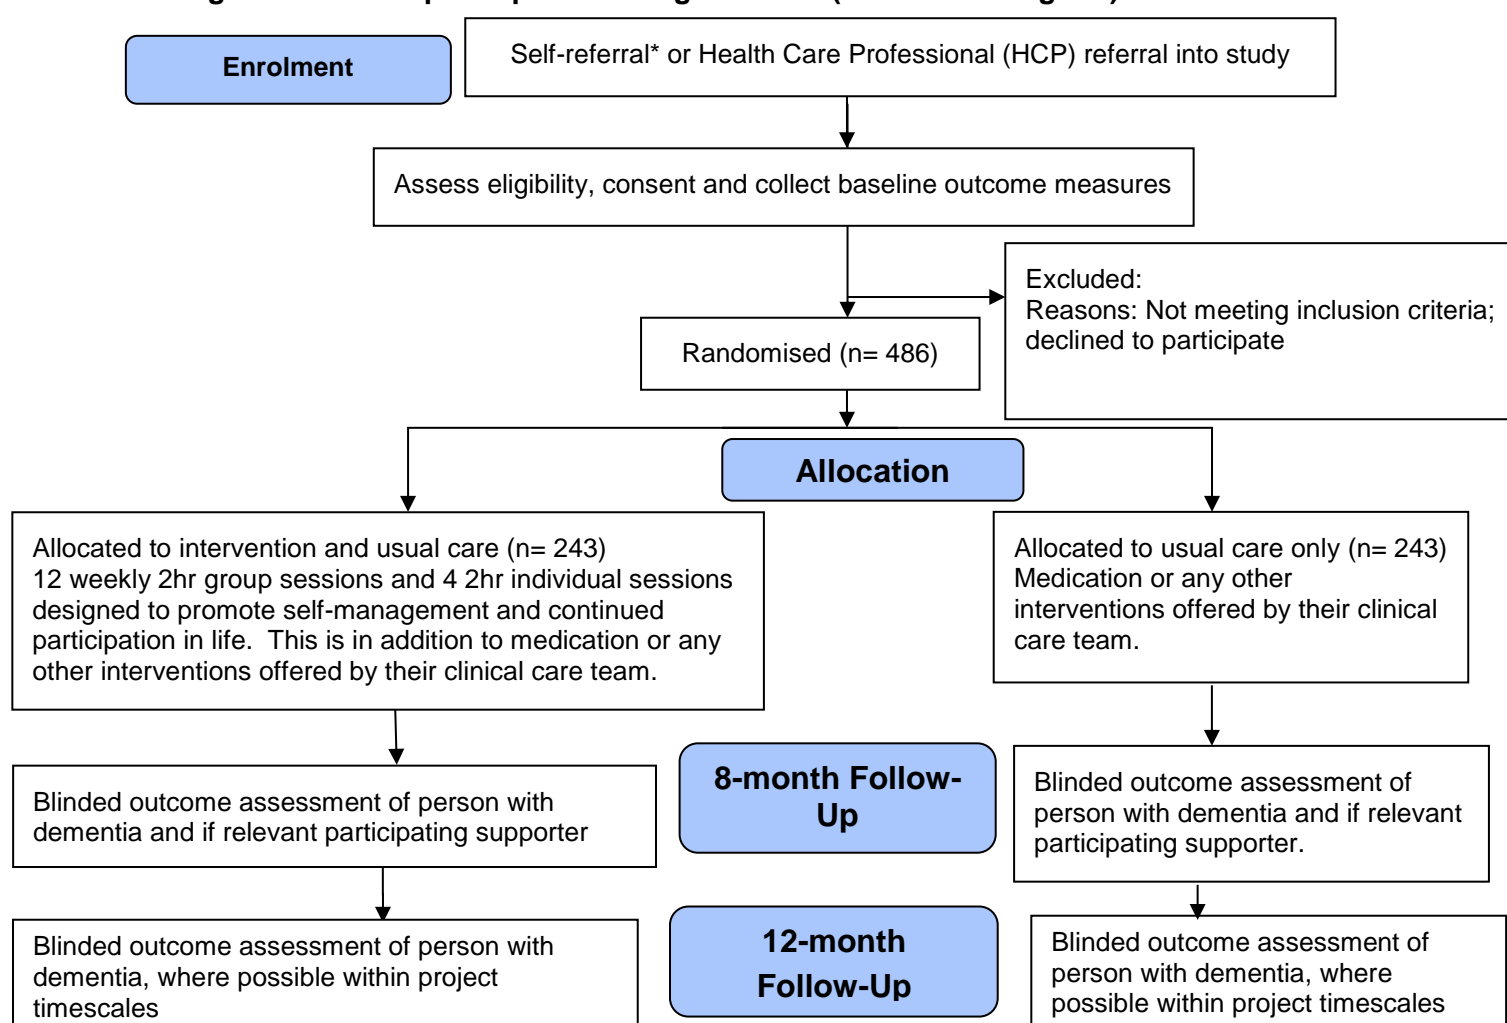 Enrolment
Self-referral* or Health Care Professional (HCP) referral into study
Assess eligibility, consent and collect baseline outcome measures
Excluded:
Reasons: Not meeting inclusion criteria;
declined to participate
Randomised (n= 486)
Allocation
Allocated to intervention and usual care (n= 243)
12 weekly 2hr group sessions and 4 2hr individual sessions
designed to promote self-management and continued
participation in life.  This is in addition to medication or any
other interventions offered by their clinical care team.
Allocated to usual care only (n= 243)
Medication or any other
interventions offered by their clinical
care team.
8-month Follow-
Up
Blinded outcome assessment of person with
dementia and if relevant participating supporter
Blinded outcome assessment of
person with dementia and if relevant
participating supporter.
12-month
Follow-Up
Blinded outcome assessment of person with
dementia, where possible within project
timescales
Blinded outcome assessment of
person with dementia, where
possible within project timescales